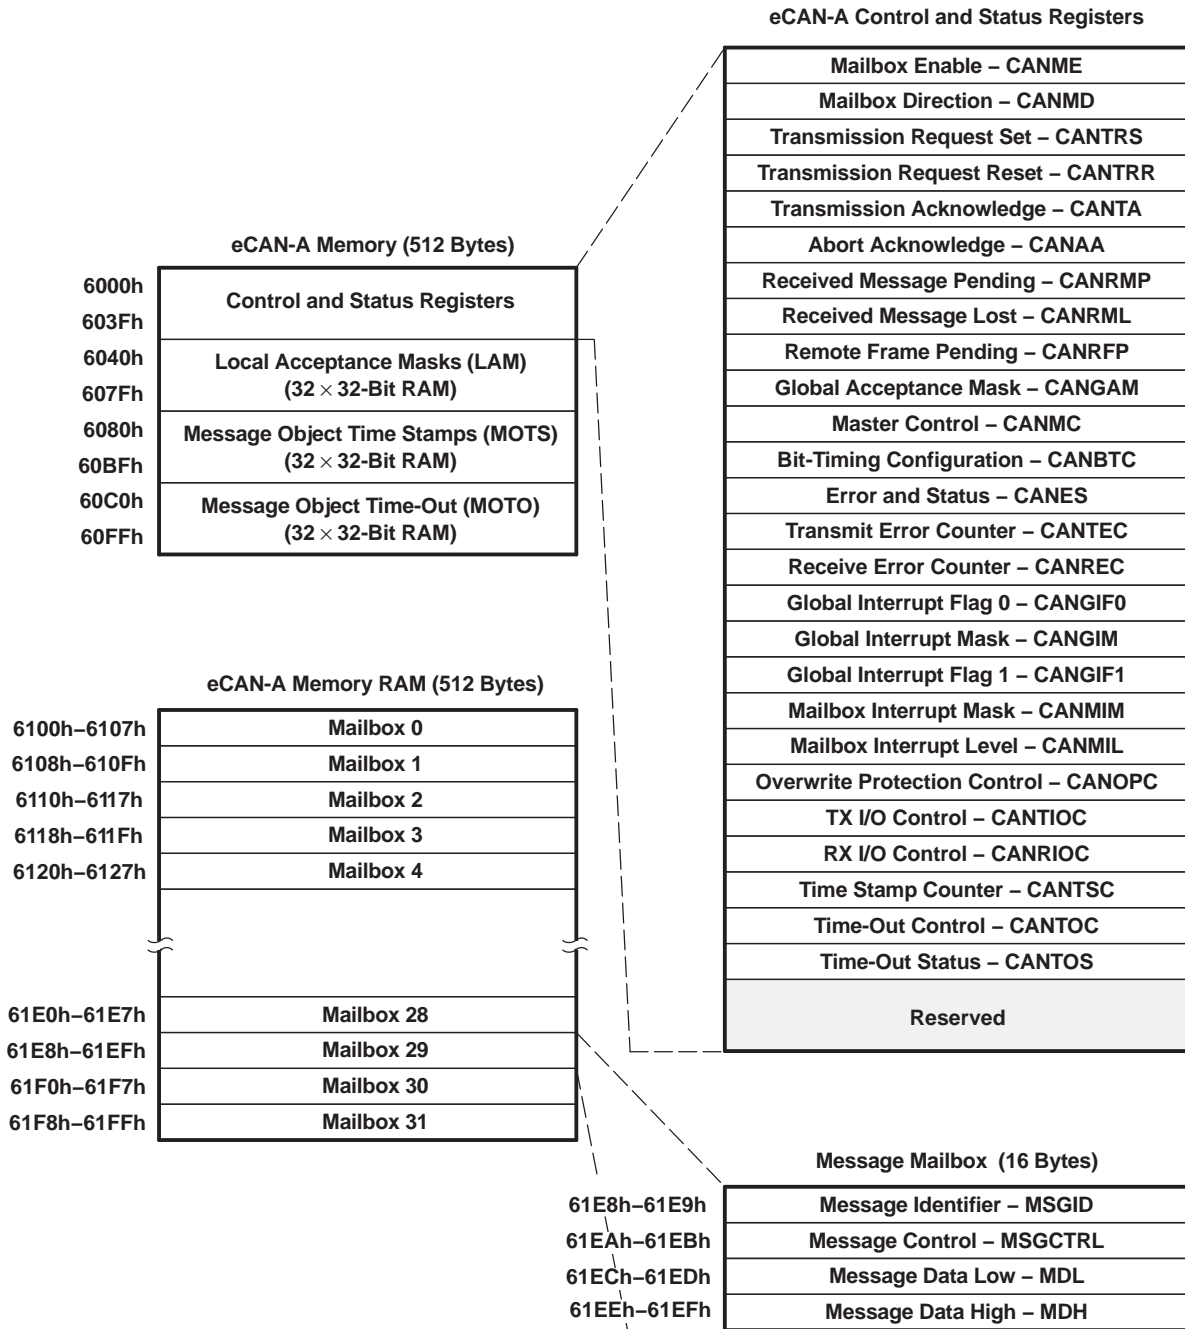 eCAN-A Control and Status Registers
Mailbox Enable – CANME
Mailbox Direction – CANMD
Transmission Request Set – CANTRS
Transmission Request Reset – CANTRR
Transmission Acknowledge – CANTA
Abort Acknowledge – CANAA
Received Message Pending – CANRMP
Received Message Lost – CANRML
Remote Frame Pending – CANRFP
Global Acceptance Mask – CANGAM
Master Control – CANMC
Bit-Timing Configuration – CANBTC
Error and Status – CANES
Transmit Error Counter – CANTEC
Receive Error Counter – CANREC
Global Interrupt Flag 0 – CANGIF0
Global Interrupt Mask – CANGIM
Global Interrupt Flag 1 – CANGIF1
Mailbox Interrupt Mask – CANMIM
Mailbox Interrupt Level – CANMIL
Overwrite Protection Control – CANOPC
TX I/O Control – CANTIOC
RX I/O Control – CANRIOC
Time Stamp Counter – CANTSC
Time-Out Control – CANTOC
Time-Out Status – CANTOS
Reserved
eCAN-A Memory (512 Bytes)
6000h
Control and Status Registers
603Fh
6040h
Local Acceptance Masks (LAM)
(32 × 32-Bit RAM)
607Fh
6080h
Message Object Time Stamps (MOTS)
(32 × 32-Bit RAM)
60BFh
60C0h
Message Object Time-Out (MOTO)
(32 × 32-Bit RAM)
60FFh
eCAN-A Memory RAM (512 Bytes)
6100h–6107h Mailbox 0
6108h–610Fh Mailbox 1
6110h–6117h Mailbox 2
6118h–611Fh Mailbox 3
6120h–6127h Mailbox 4
61E0h–61E7h Mailbox 28
61E8h–61EFh Mailbox 29
61F0h–61F7h Mailbox 30
61F8h–61FFh Mailbox 31
Message Mailbox (16 Bytes)
61E8h–61E9h Message Identifier – MSGID
61EAh–61EBh Message Control – MSGCTRL
61ECh–61EDh Message Data Low – MDL
61EEh–61EFh Message Data High – MDH